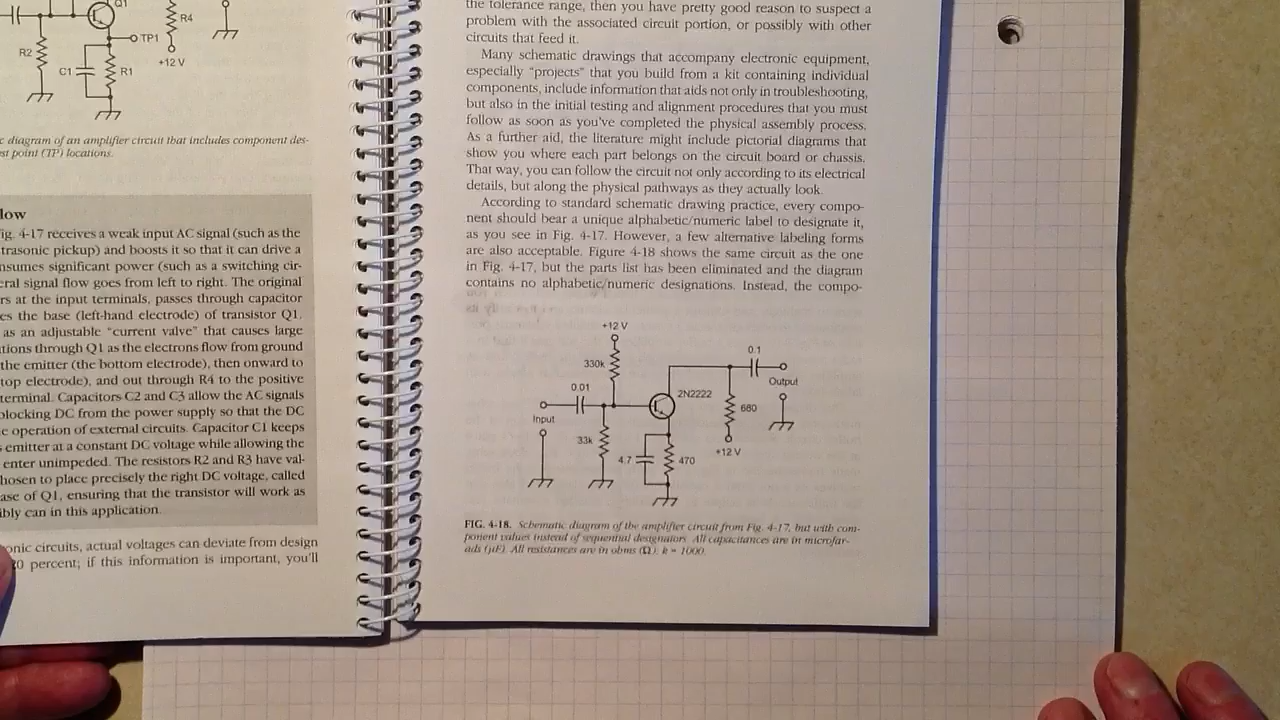 Q1
R4
R2
TP1
+12 V
C1
R1
c diagram of an amplifier circuit that includes component des-
st point (TP) locations.
low
ig. 4-17 receives a weak input AC signal (such as the
trasonic pickup) and boosts it so that it can drive a
nsumes significant power (such as a switching cir-
eral signal flow goes from left to right. The original
rs at the input terminals, passes through capacitor
es the base (left-hand electrode) of transistor Q1.
as an adjustable "current valve" that causes large
tions through Q1 as the electrons flow from ground
the emitter (the bottom electrode), then onward to
top electrode), and out through R4 to the positive
terminal. Capacitors C2 and C3 allow the AC signals
blocking DC from the power supply so that the DC
e operation of external circuits. Capacitor C1 keeps
emitter at a constant DC voltage while allowing the
enter unimpeded. The resistors R2 and R3 have val-
hosen to place precisely the right DC voltage, called
ase of Q1, ensuring that the transistor will work as
ibly can in this application.
onic circuits, actual voltages can deviate from design
0 percent; if this information is important, you'll
the tolerance range, then you have pretty good reason to suspect a
problem with the associated circuit portion, or possibly with other
circuits that feed it.
Many schematic drawings that accompany electronic equipment,
especially "projects" that you build from a kit containing individual
components, include information that aids not only in troubleshooting,
but also in the initial testing and alignment procedures that you must
follow as soon as you've completed the physical assembly process.
As a further aid, the literature might include pictorial diagrams that
show you where each part belongs on the circuit board or chassis.
That way, you can follow the circuit not only according to its electrical
details, but along the physical pathways as they actually look.
According to standard schematic drawing practice, every compo-
nent should bear a unique alphabetic/numeric label to designate it,
as you see in Fig. 4-17. However, a few alternative labeling forms
are also acceptable. Figure 4-18 shows the same circuit as the one
in Fig. 4-17, but the parts list has been eliminated and the diagram
contains no alphabetic/numeric designations. Instead, the compo-
+12 V
0.1
330k
Output
0.01
2N2222
680
Input
33k
+12 V
4.7
470
FIG. 4-18. Schematic diagram of the amplifier circuit from Fig. 4-17, but with com-
ponent values instead of sequential designators. All capacitances are in microfar-
ads (µF). All resistances are in ohms (Ω). k = 1000.